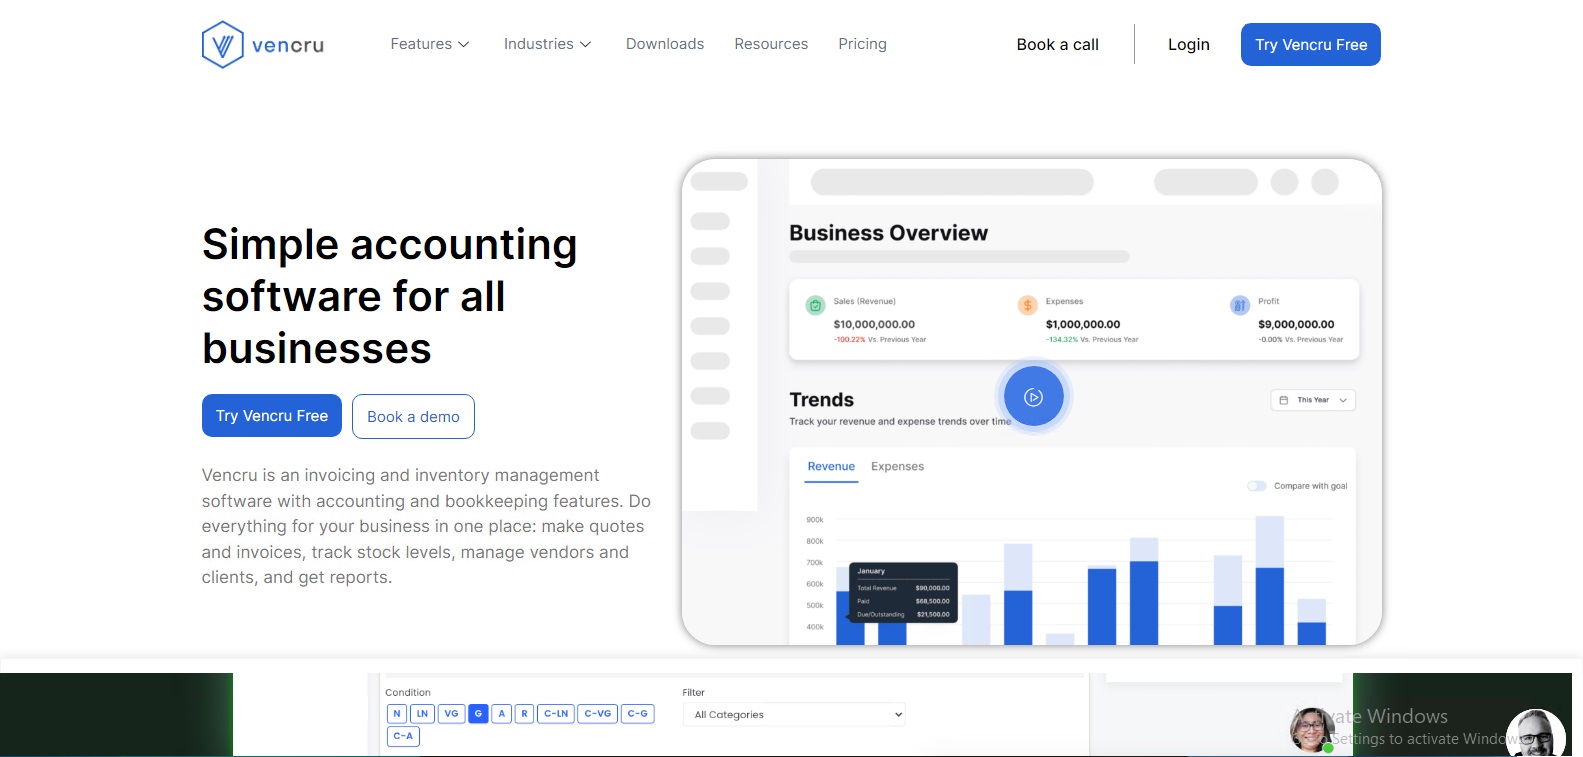 vencru
Features
Industries
Downloads
Resources
Pricing
Book a call
Login
Try Vencru Free
Simple accounting
software for all
businesses
Try Vencru Free
Book a demo
Vencru is an invoicing and inventory management
software with accounting and bookkeeping features. Do
everything for your business in one place: make quotes
and invoices, track stock levels, manage vendors and
clients, and get reports.
Business Overview
Sales (Revenue)
$10,000,000.00
-100.22% Vs. Previous Year
Expenses
$1,000,000.00
-134.32% Vs. Previous Year
Profit
$9,000,000.00
-0.00% Vs. Previous Year
Trends
Track your revenue and expense trends over time
This Year
Revenue
Expenses
Compare with goal
900k
800k
700k
600k
500k
400k
January
Total Revenue $90,000.00
Paid $68,500.00
Due/Outstanding $21,500.00
Condition
N LN VG G A R C-LN C-VG C-G
C-A
Filter
All Categories
Activate Windows
Settings to activate Windows